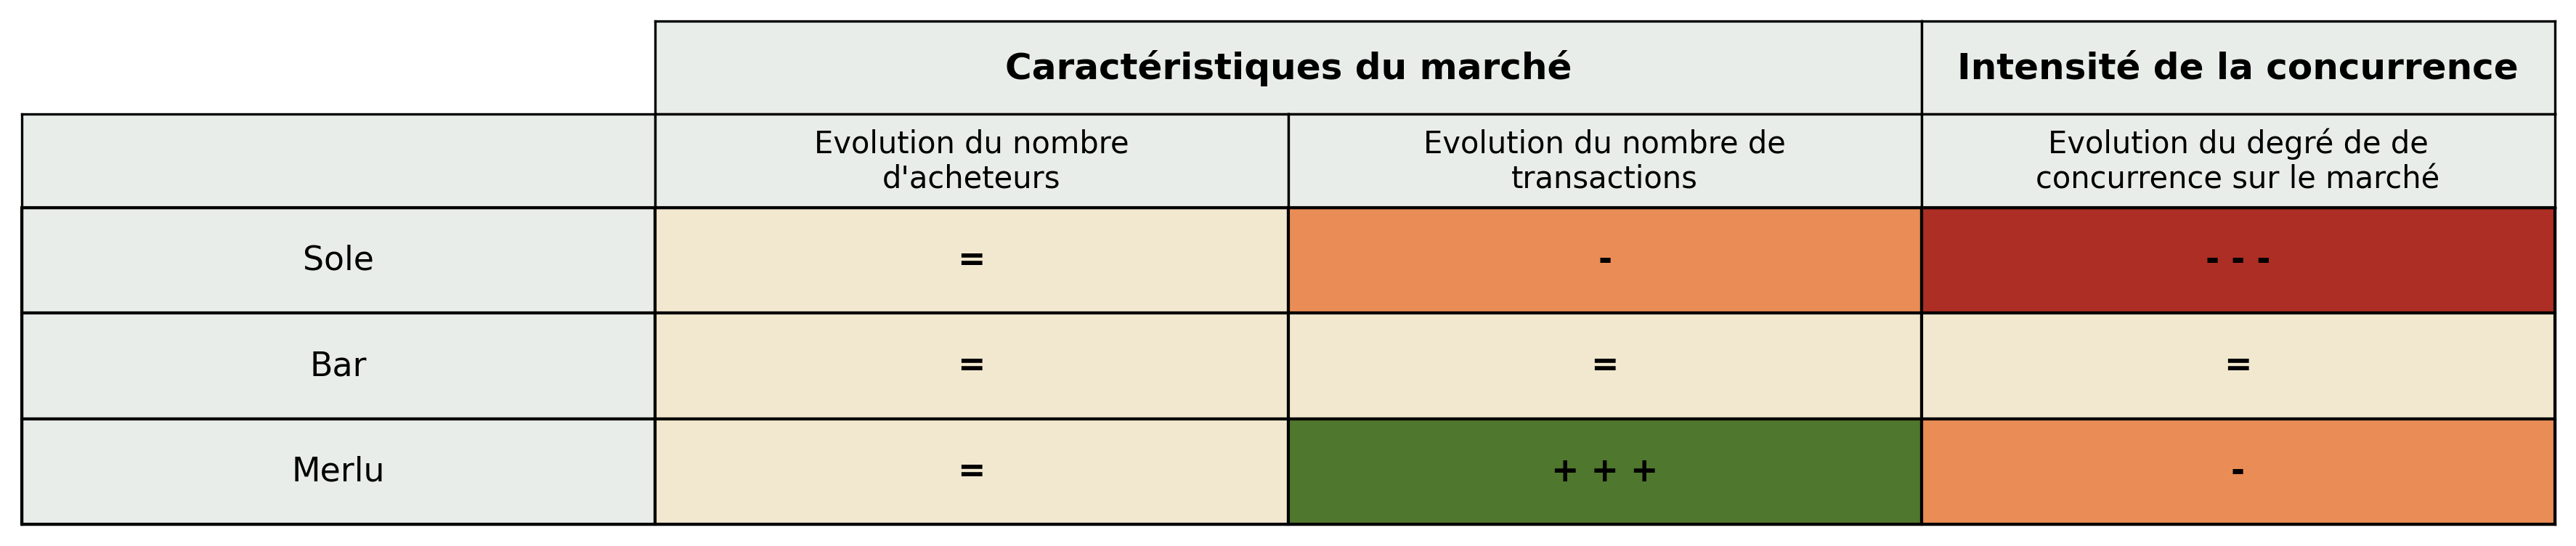 Caractéristiques du marché
Intensité de la concurrence
Evolution du nombre
d'acheteurs
Evolution du nombre de
transactions
Evolution du degré de de
concurrence sur le marché
Sole
=
-
- - -
Bar
=
=
=
Merlu
=
+ + +
-